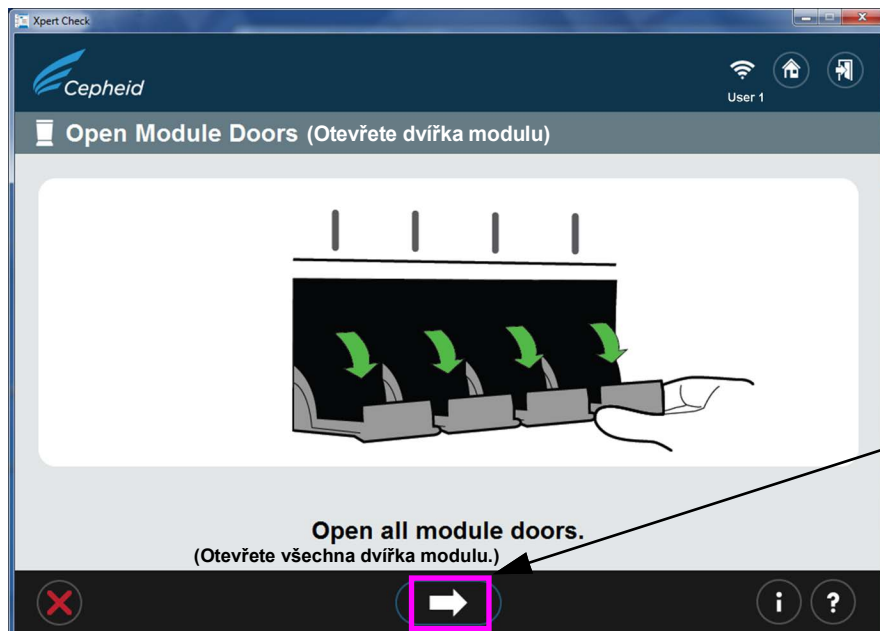 Xpert Check
Cepheid
User 1
Open Module Doors (Otevřete dvířka modulu)
Open all module doors.
(Otevřete všechna dvířka modulu.)
i ?